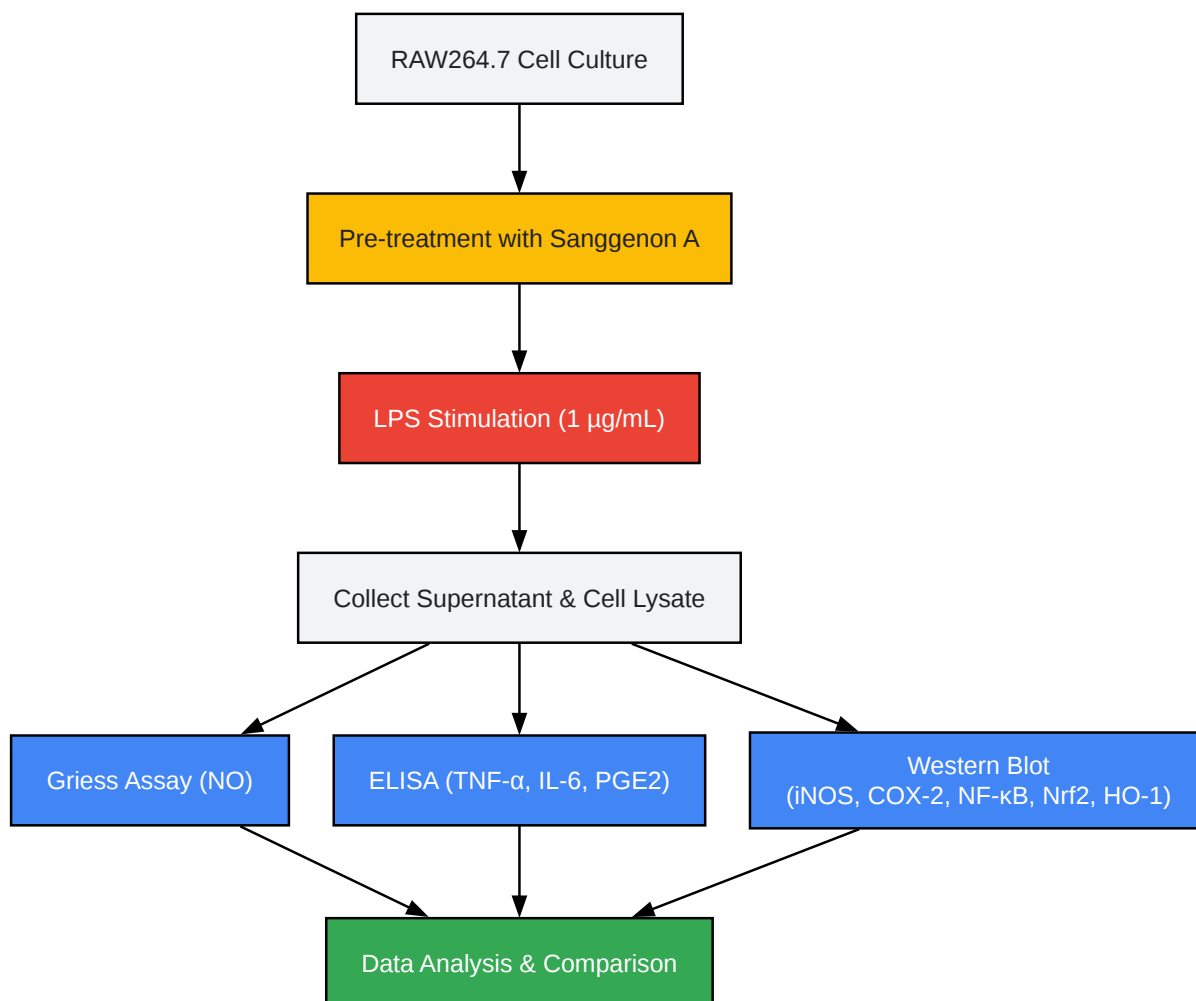 RAW264.7 Cell Culture
Pre-treatment with Sanggenon A
LPS Stimulation (1 µg/mL)
Collect Supernatant & Cell Lysate
Griess Assay (NO)
ELISA (TNF-α, IL-6, PGE2)
Western Blot
(iNOS, COX-2, NF-κB, Nrf2, HO-1)
Data Analysis & Comparison